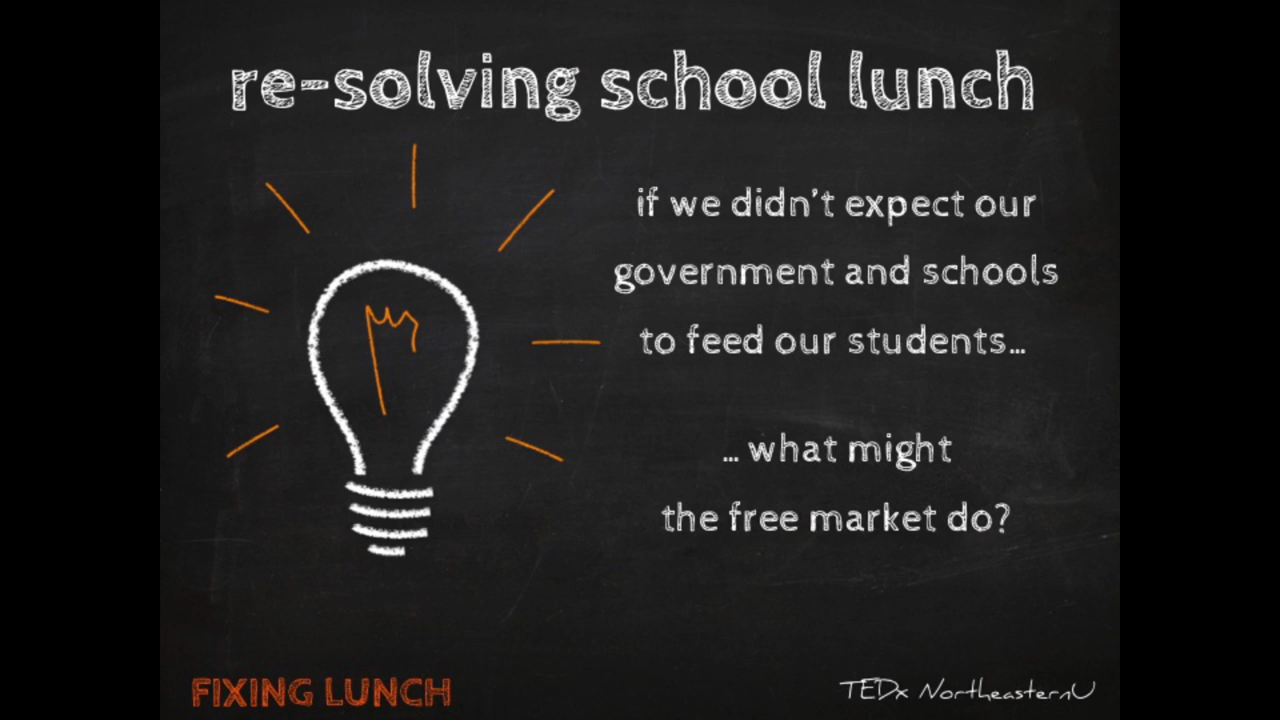 re-solving school lunch
if we didn't expect our
government and schools
to feed our students...
... what might
the free market do?
FIXING LUNCH
TEDx NortheasternU